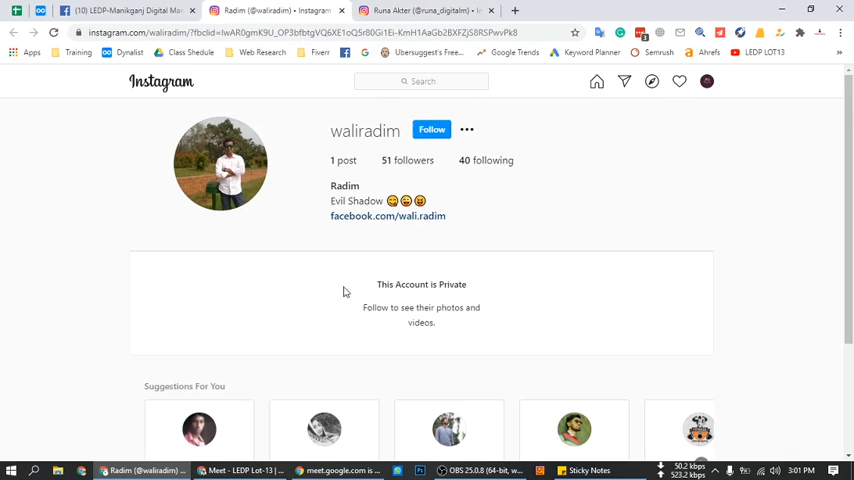 (10) LEDP-Manikganj Digital Ma
Radim (@waliradim) • Instagram
Runa Akter (@runa_digitalm) • In
instagram.com/waliradim/?fbclid=IwAR0gmK9U_OP3bfbtgVQ6XE1oQ5r80Gi1Ei-KmH1AaGb2BXFZjS8RSPwvPk8
Apps
Training
Dynalist
Class Shedule
Web Research
Fiverr
Ubersuggest's Free...
Google Trends
Keyword Planner
Semrush
Ahrefs
LEDP LOT13
Instagram
Search
waliradim
Follow
1 post 51 followers 40 following
Radim
Evil Shadow
facebook.com/wali.radim
This Account is Private
Follow to see their photos and
videos.
Suggestions For You
Radim (@waliradim) ...
Meet - LEDP Lot-13 | ...
meet.google.com is ...
OBS 25.0.8 (64-bit, w...
Sticky Notes
50.2 kbps
523.2 kbps
3:01 PM